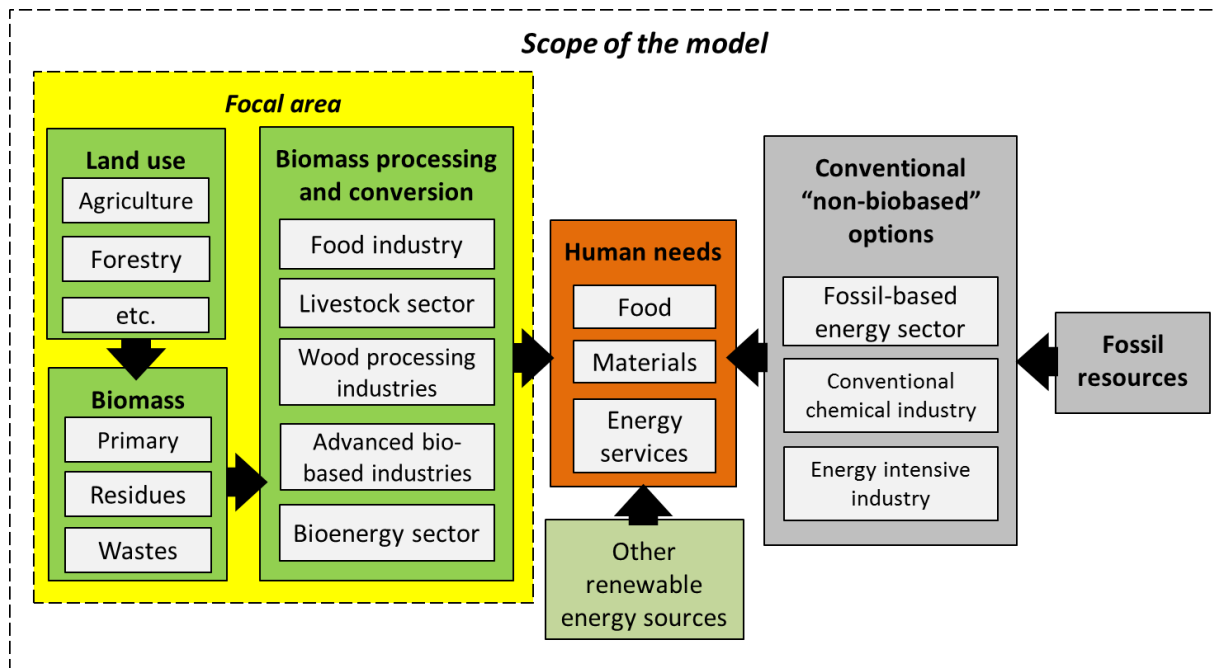 Scope of the model
Focal area
Land use
Agriculture
Forestry
etc.
Biomass
Primary
Residues
Wastes
Biomass processing
and conversion
Food industry
Livestock sector
Wood processing
industries
Advanced bio-
based industries
Bioenergy sector
Human needs
Food
Materials
Energy
services
Other
renewable
energy sources
Conventional
“non-biobased”
options
Fossil-based
energy sector
Conventional
chemical industry
Energy intensive
industry
Fossil
resources